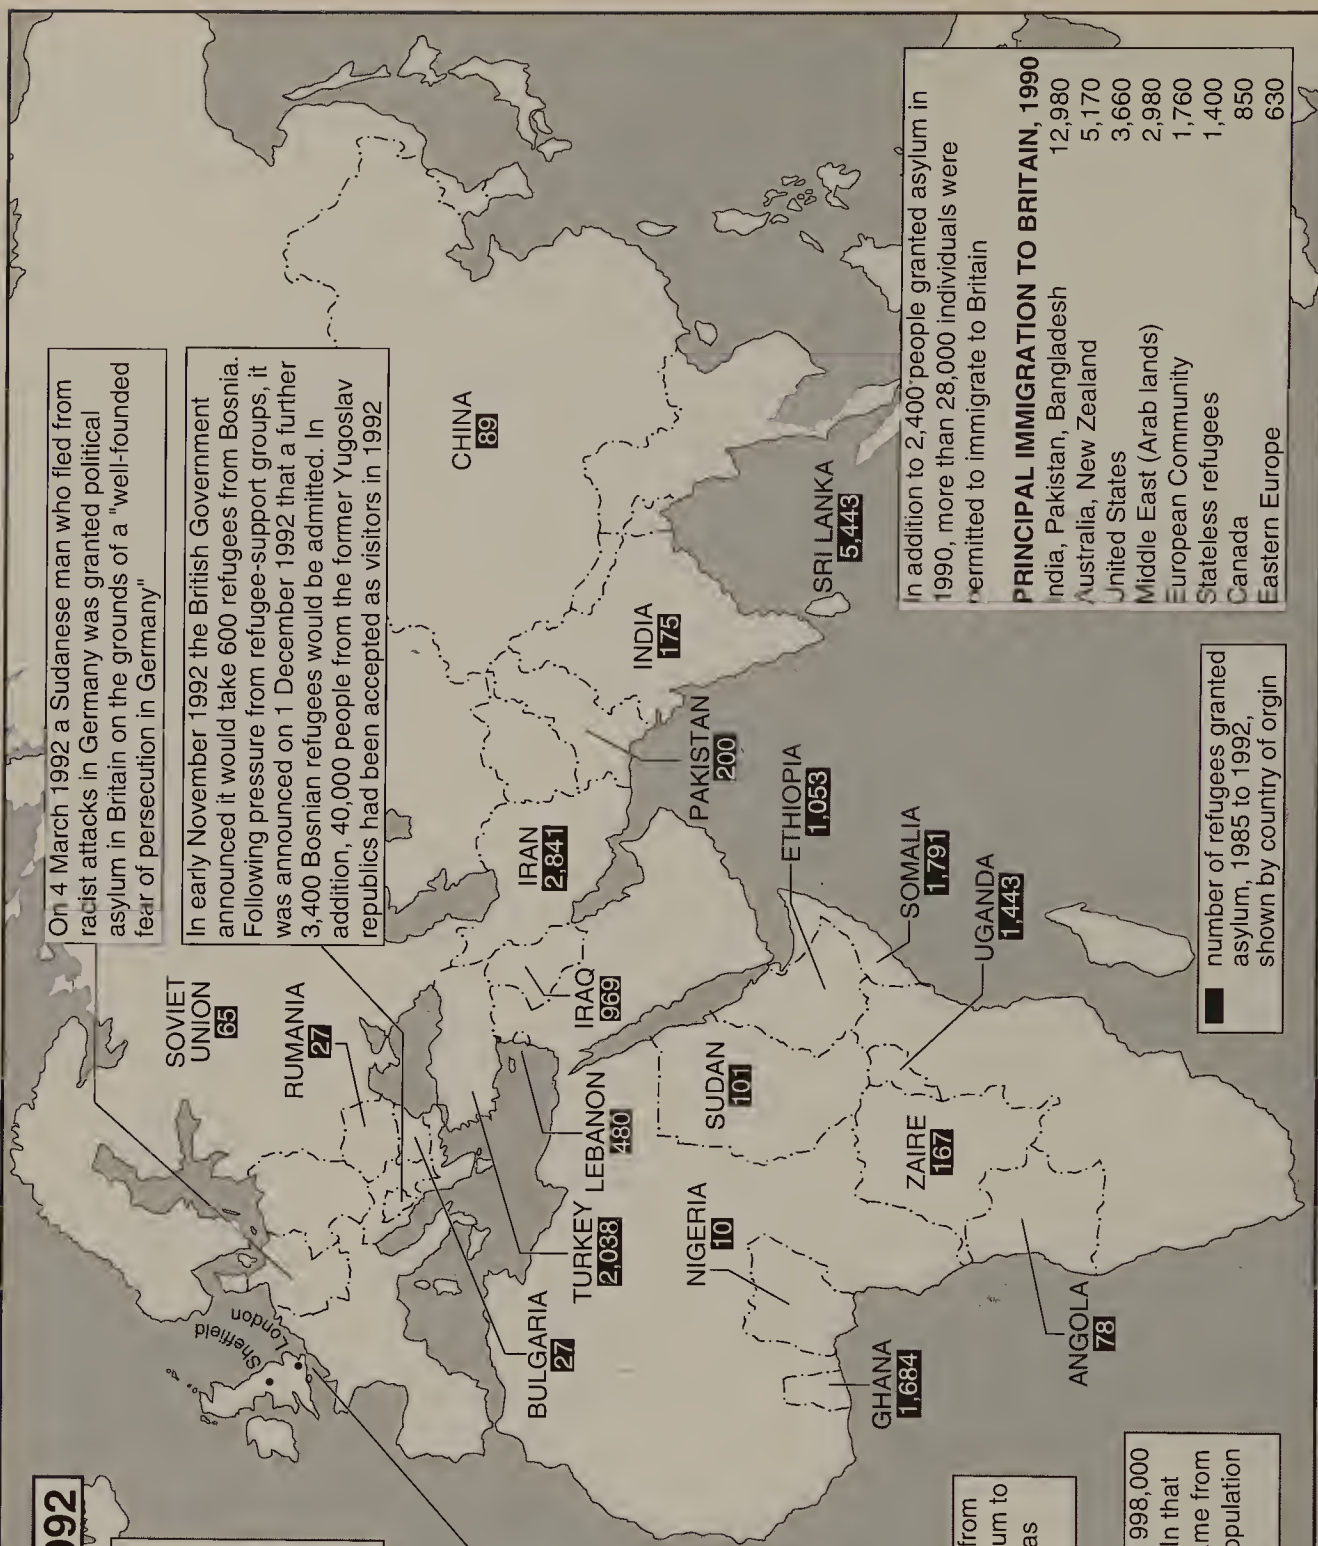 992
On 4 March 1992 a Sudanese man who fled from
racist attacks in Germany was granted political
asylum in Britain on the grounds of a "well-founded
fear of persecution in Germany"
In early November 1992 the British Government
announced it would take 600 refugees from Bosnia.
Following pressure from refugee-support groups, it
was announced on 1 December 1992 that a further
3,400 Bosnian refugees would be admitted. In
addition, 40,000 people from the former Yugoslav
republics had been accepted as visitors in 1992
SOVIET
UNION
65
RUMANIA
27
CHINA
89
Sheffield
London
IRAN
2,841
IRAQ
969
LEBANON
480
TURKEY
2,038
BULGARIA
27
INDIA
175
PAKISTAN
200
SRI LANKA
5,443
ETHIOPIA
1,053
SOMALIA
1,791
UGANDA
1,443
SUDAN
101
ZAIRE
167
NIGERIA
10
GHANA
1,684
ANGOLA
78
In addition to 2,400 people granted asylum in
1990, more than 28,000 individuals were
permitted to immigrate to Britain
PRINCIPAL IMMIGRATION TO BRITAIN, 1990
India, Pakistan, Bangladesh 12,980
Australia, New Zealand 5,170
United States 3,660
Middle East (Arab lands) 2,980
European Community 1,760
Stateless refugees 1,400
Canada 850
Eastern Europe 630
number of refugees granted
asylum, 1985 to 1992,
shown by country of orgin
from
um to
as
998,000
In that
me from
opulation